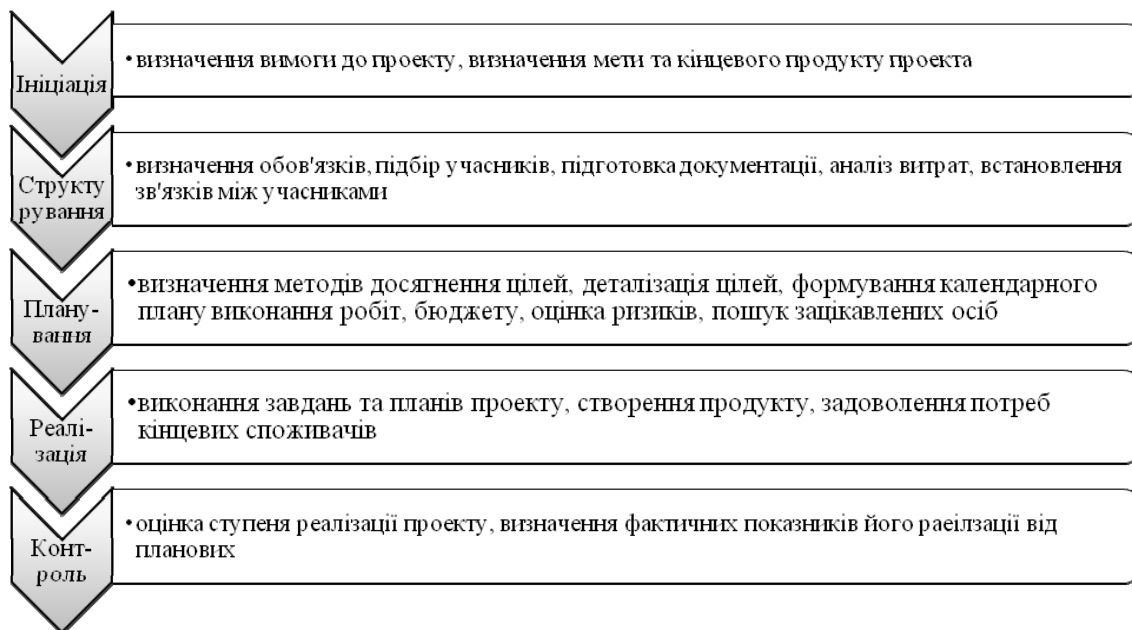 Ініціація
•визначення вимоги до проекту, визначення мети та кінцевого продукту проекта
Структу
рування
•визначення обов'язків, підбір учасників, підготовка документації, аналіз витрат, встановлення
зв'язків між учасниками
Плану-
вання
•визначення методів досягнення цілей, деталізація цілей, формування календарного
плану виконання робіт, бюджету, оцінка ризиків, пошук зацікавлених осіб
Реалі-
зація
•виконання завдань та планів проекту, створення продукту, задоволення потреб
кінцевих споживачів
Конт-
роль
•оцінка ступеня реалізації проекту, визначення фактичних показників його раеілзації від
планових